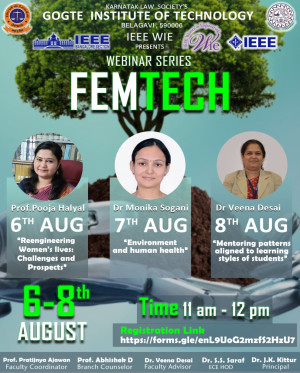 KARNATAK LAW SOCIETY'S
GOGTE INSTITUTE OF TECHNOLOGY
BELAGAVI, 590006
IEEE WIE
PRESENTS
IEEE
Wie
IEEE
WEBINAR SERIES
FEMTECH
Prof.Pooja Halyal
6TH AUG
"Reengineering
Women's lives:
Challenges and
Prospects"
Dr Monika Sogani
7TH AUG
"Environment
and human health"
Dr Veena Desai
8TH AUG
"Mentoring patterns
aligned to learning
styles of students"
6-8th
AUGUST
Time 11 am - 12 pm
Registration Link
https://forms.gle/enL9UoG2mzfS2HzU7
Prof. Pratijnya Ajawan
Faculty Coordinator
Prof. Abhishek D
Branch Counselor
Dr. Veena Desai
Faculty Advisor
Dr. S.S. Saraf
ECE HOD
Dr. J.K. Kittur
Principal